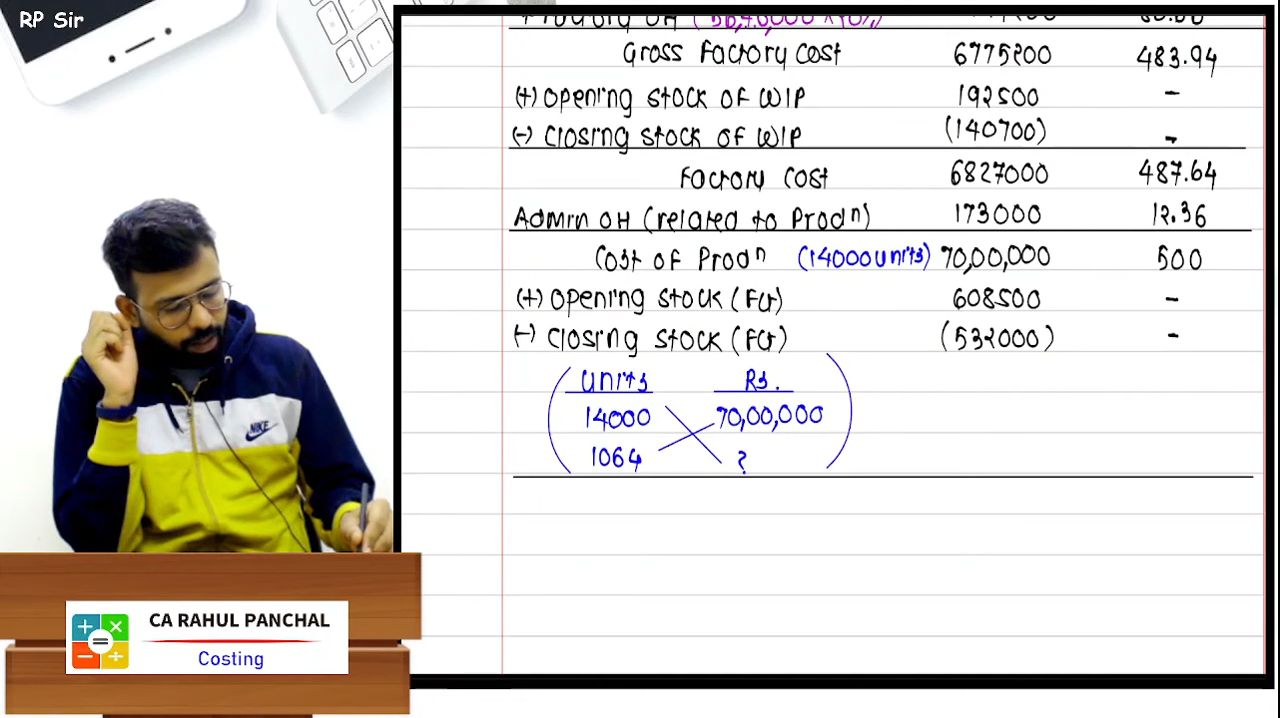 RP Sir
Gross Factory Cost 6775200 483.94
(+) Opening stock of WIP 192500 -
(-) Closing stock of WIP (140700) -
Factory Cost 6827000 487.64
Admin OH (related to Prodⁿ) 173000 12.36
Cost of Prodⁿ (14000 units) 70,00,000 500
(+) Opening stock (FG) 608500 -
(-) Closing stock (FG) (532000) -
Units Rs.
14000 70,00,000
1064 ?
NIKE
CA RAHUL PANCHAL
Costing